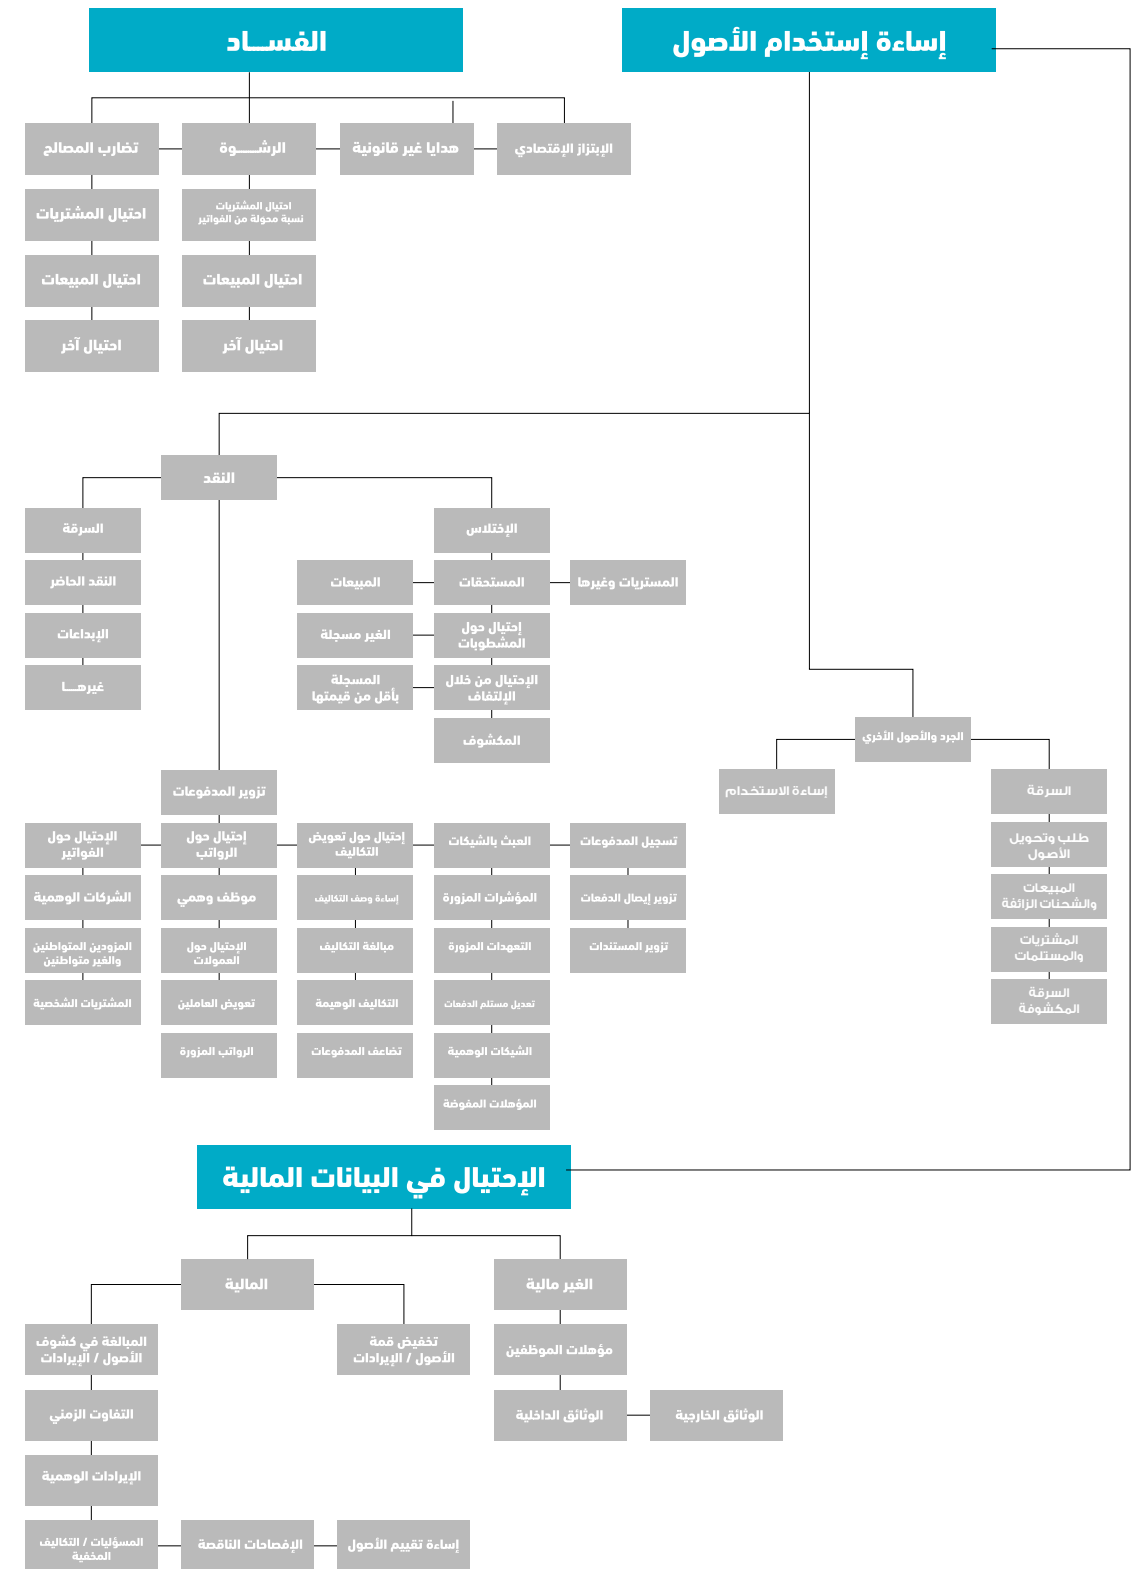 إساءة إستخدام الأصول
الفســـاد
الإبتزاز الإقتصادي
هدايا غير قانونية
الرشـــــوة
تضارب المصالح
احتيال المشتريات
نسبة محولة من الفواتير
احتيال المشتريات
احتيال المبيعات
احتيال المبيعات
احتيال آخر
احتيال آخر
النقد
الإختلاس
السرقة
المستريات وغيرها
المستحقات
المبيعات
النقد الحاضر
إحتيال حول
المشطوبات
الغير مسجلة
الإبداعات
الإحتيال من خلال
الإلتفاف
المسجلة
بأقل من قيمتها
غيرهـــا
المكشوف
الجرد والأصول الأخري
السرقة
إساءة الاستخدام
طلب وتحويل
الأصول
المبيعات
والشحنات الزائفة
المشتريات
والمستلمات
السرقة
المكشوفة
تزوير المدفوعات
تسجيل المدفوعات
العبث بالشيكات
إحتيال حول تعويض
التكاليف
إحتيال حول
الرواتب
الإحتيال حول
الفواتير
تزوير إيصال الدفعات
المؤشرات المزورة
إساءة وصف التكاليف
موظف وهمي
الشركات الوهمية
تزوير المستندات
التعهدات المزورة
مبالغة التكاليف
الإحتيال حول
العمولات
المزودين المتواطنين
والغير متواطنين
تعديل مستلم الدفعات
التكاليف الوهيمة
تعويض العاملين
المشتريات الشخصية
الشيكات الوهمية
تضاعف المدفوعات
الرواتب المزورة
المؤهلات المفوضة
الإحتيال في البيانات المالية
الغير مالية
المالية
مؤهلات الموظفين
تخفيض قمة
الأصول / الإيرادات
المبالغة في كشوف
الأصول / الإيرادات
الوثائق الخارجية
الوثائق الداخلية
التفاوت الزمني
الإيرادات الوهمية
إساءة تقييم الأصول
الإفصاحات الناقصة
المسؤليات / التكاليف
المخفية